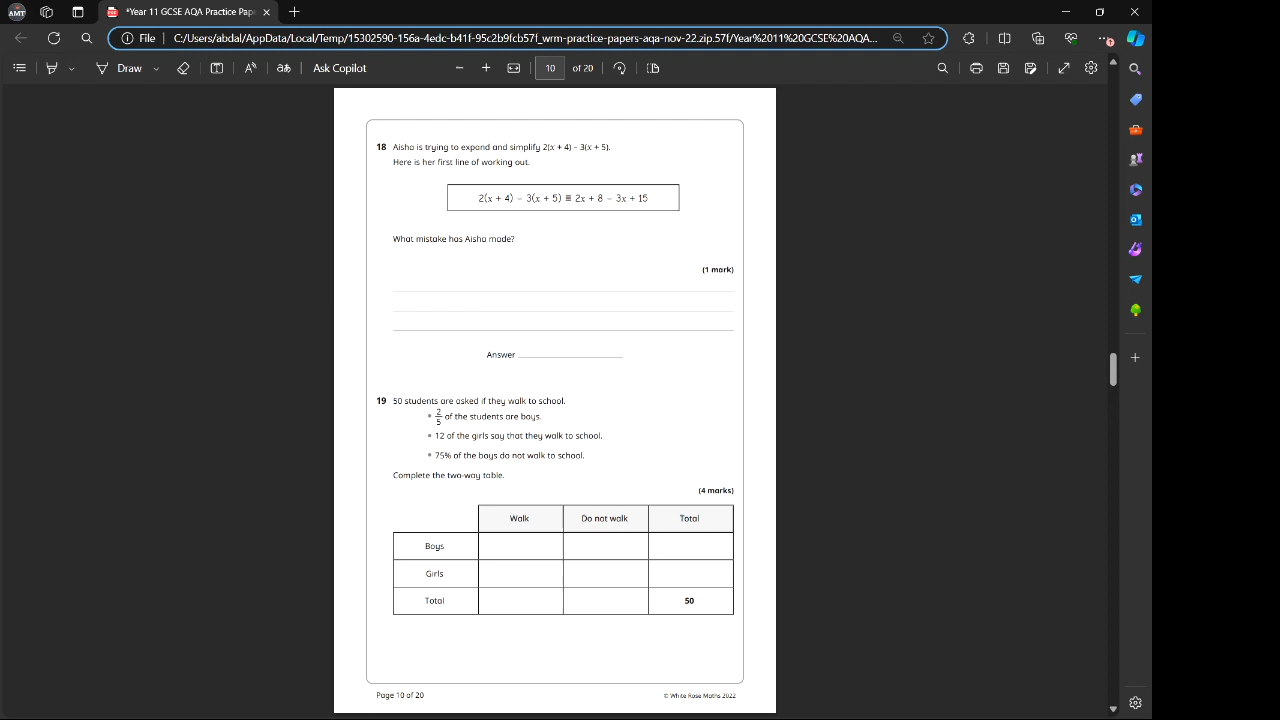 AMT
*Year 11 GCSE AQA Practice Pape
File
C:/Users/abdal/AppData/Local/Temp/15302590-156a-4edc-b41f-95c2b9fcb57f_wrm-practice-papers-aqa-nov-22.zip.57f/Year%2011%20GCSE%20AQA...
Draw
Ask Copilot
10
of 20
18 Aisha is trying to expand and simplify 2(x + 4) – 3(x + 5).
Here is her first line of working out.
2(x + 4) – 3(x + 5) ≡ 2x + 8 – 3x + 15
What mistake has Aisha made?
(1 mark)
Answer
19 50 students are asked if they walk to school.
• 2/5 of the students are boys.
• 12 of the girls say that they walk to school.
• 75% of the boys do not walk to school.
Complete the two-way table.
(4 marks)
Walk Do not walk Total
Boys
Girls
Total 50
Page 10 of 20 © White Rose Maths 2022